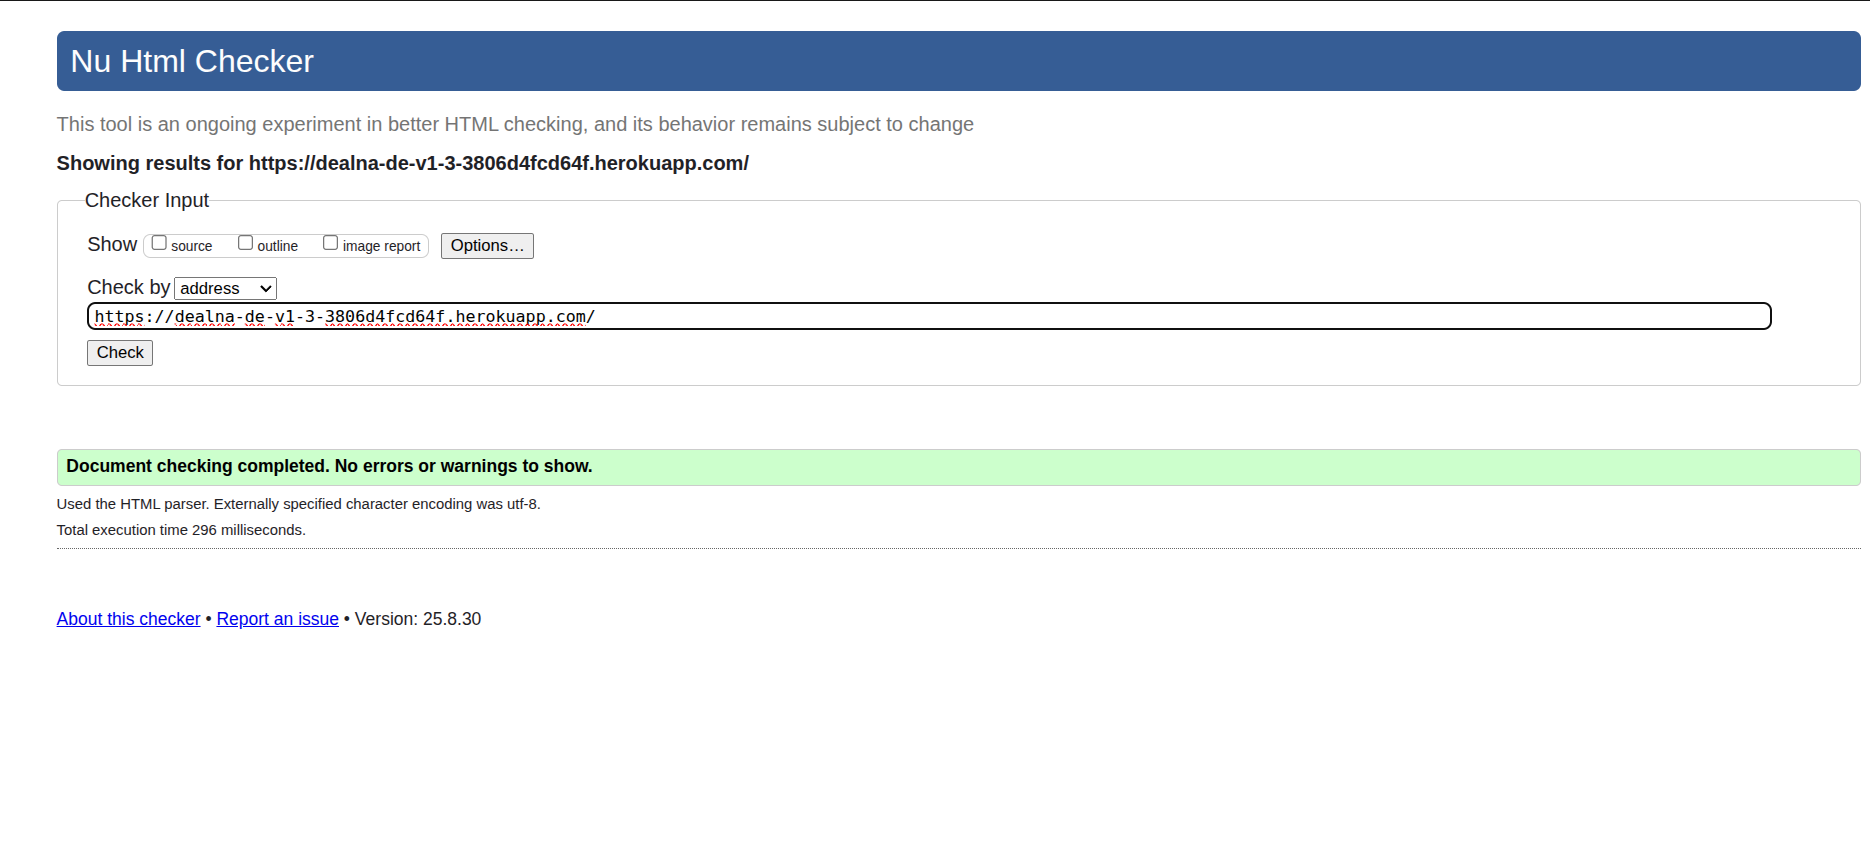 Nu Html Checker
This tool is an ongoing experiment in better HTML checking, and its behavior remains subject to change
Showing results for https://dealna-de-v1-3-3806d4fcd64f.herokuapp.com/
Checker Input
Show source outline image report Options…
Check by address
https://dealna-de-v1-3-3806d4fcd64f.herokuapp.com/
Check
Document checking completed. No errors or warnings to show.
Used the HTML parser. Externally specified character encoding was utf-8.
Total execution time 296 milliseconds.
About this checker • Report an issue • Version: 25.8.30